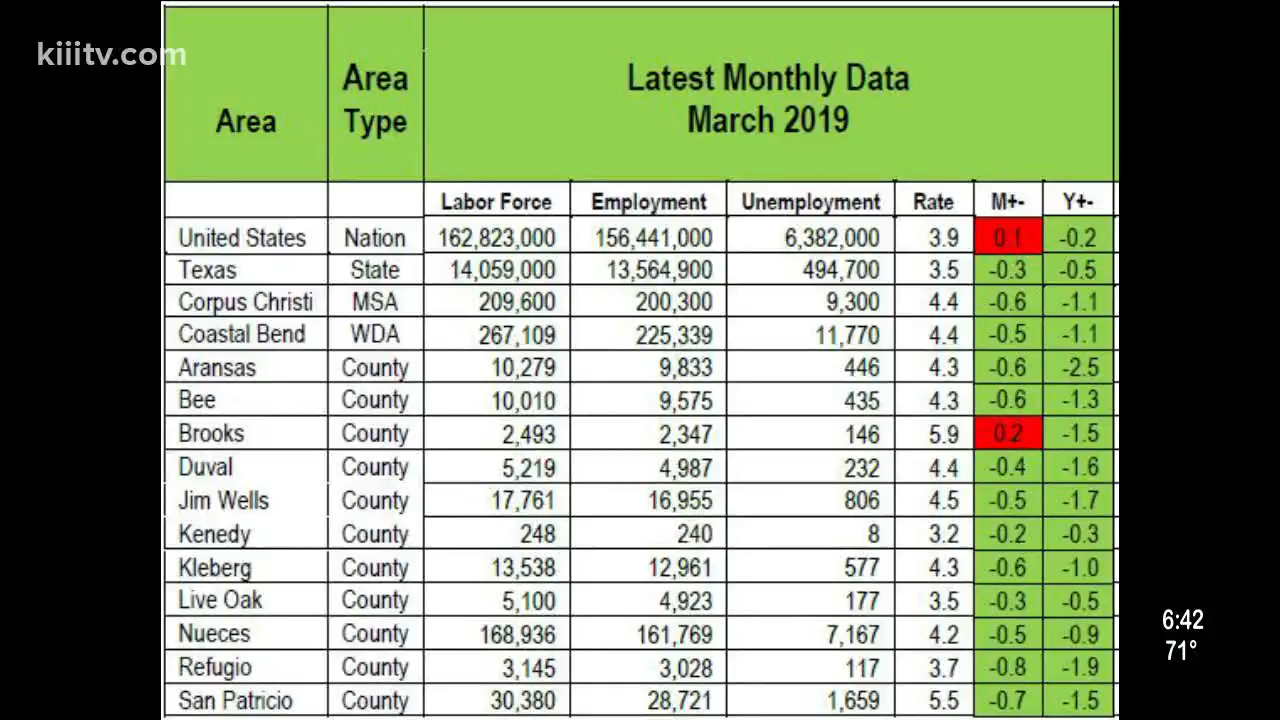 kiiitv.com
Area
Area Type
Latest Monthly Data
March 2019
Labor Force Employment Unemployment Rate M+- Y+-
United States Nation 162,823,000 156,441,000 6,382,000 3.9 0.1 -0.2
Texas State 14,059,000 13,564,900 494,700 3.5 -0.3 -0.5
Corpus Christi MSA 209,600 200,300 9,300 4.4 -0.6 -1.1
Coastal Bend WDA 267,109 225,339 11,770 4.4 -0.5 -1.1
Aransas County 10,279 9,833 446 4.3 -0.6 -2.5
Bee County 10,010 9,575 435 4.3 -0.6 -1.3
Brooks County 2,493 2,347 146 5.9 0.2 -1.5
Duval County 5,219 4,987 232 4.4 -0.4 -1.6
Jim Wells County 17,761 16,955 806 4.5 -0.5 -1.7
Kenedy County 248 240 8 3.2 -0.2 -0.3
Kleberg County 13,538 12,961 577 4.3 -0.6 -1.0
Live Oak County 5,100 4,923 177 3.5 -0.3 -0.5
Nueces County 168,936 161,769 7,167 4.2 -0.5 -0.9
Refugio County 3,145 3,028 117 3.7 -0.8 -1.9
San Patricio County 30,380 28,721 1,659 5.5 -0.7 -1.5
6:42
71°